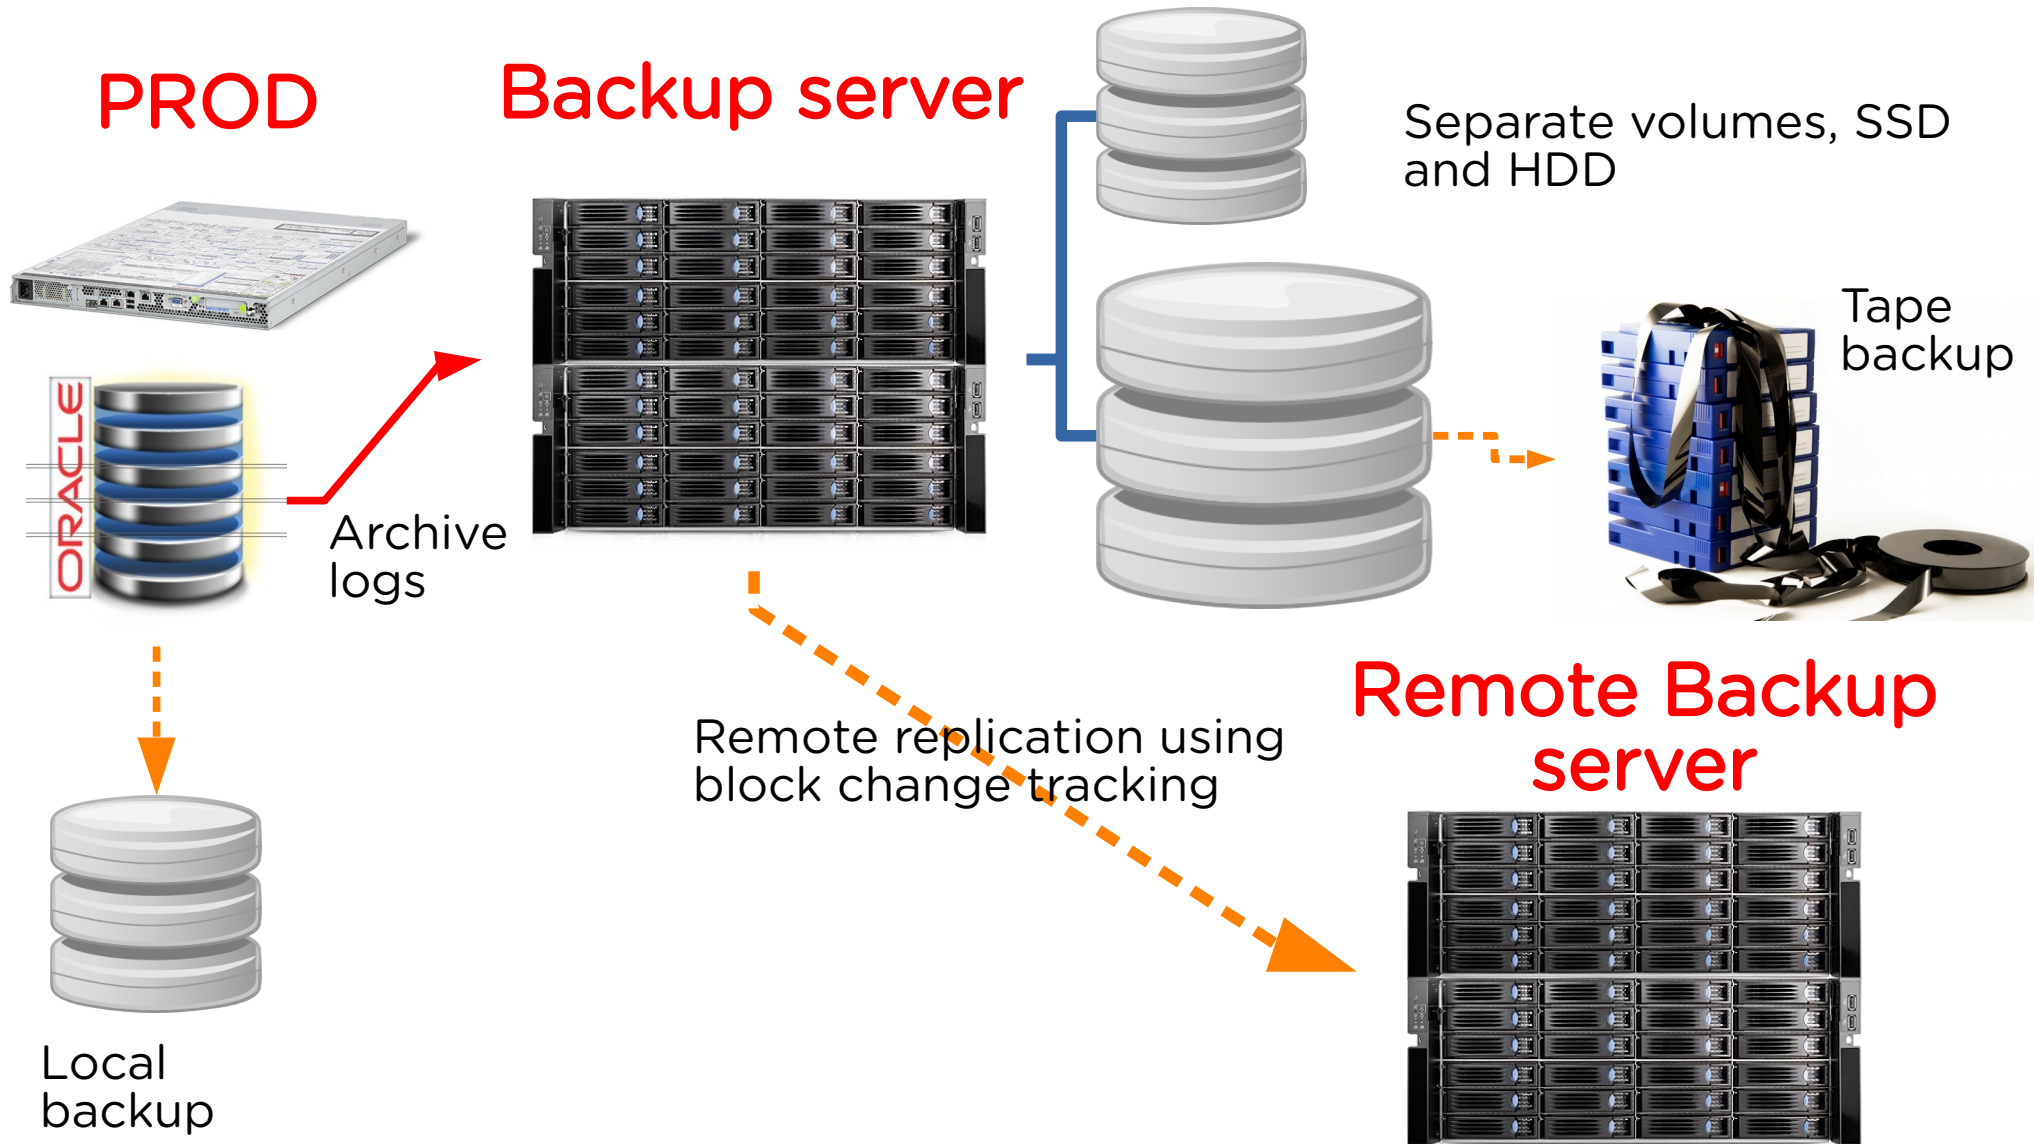 PROD
Backup server
Separate volumes, SSD
and HDD
Tape
backup
ORACLE
Archive
logs
Remote Backup
server
Remote replication using
block change tracking
Local
backup